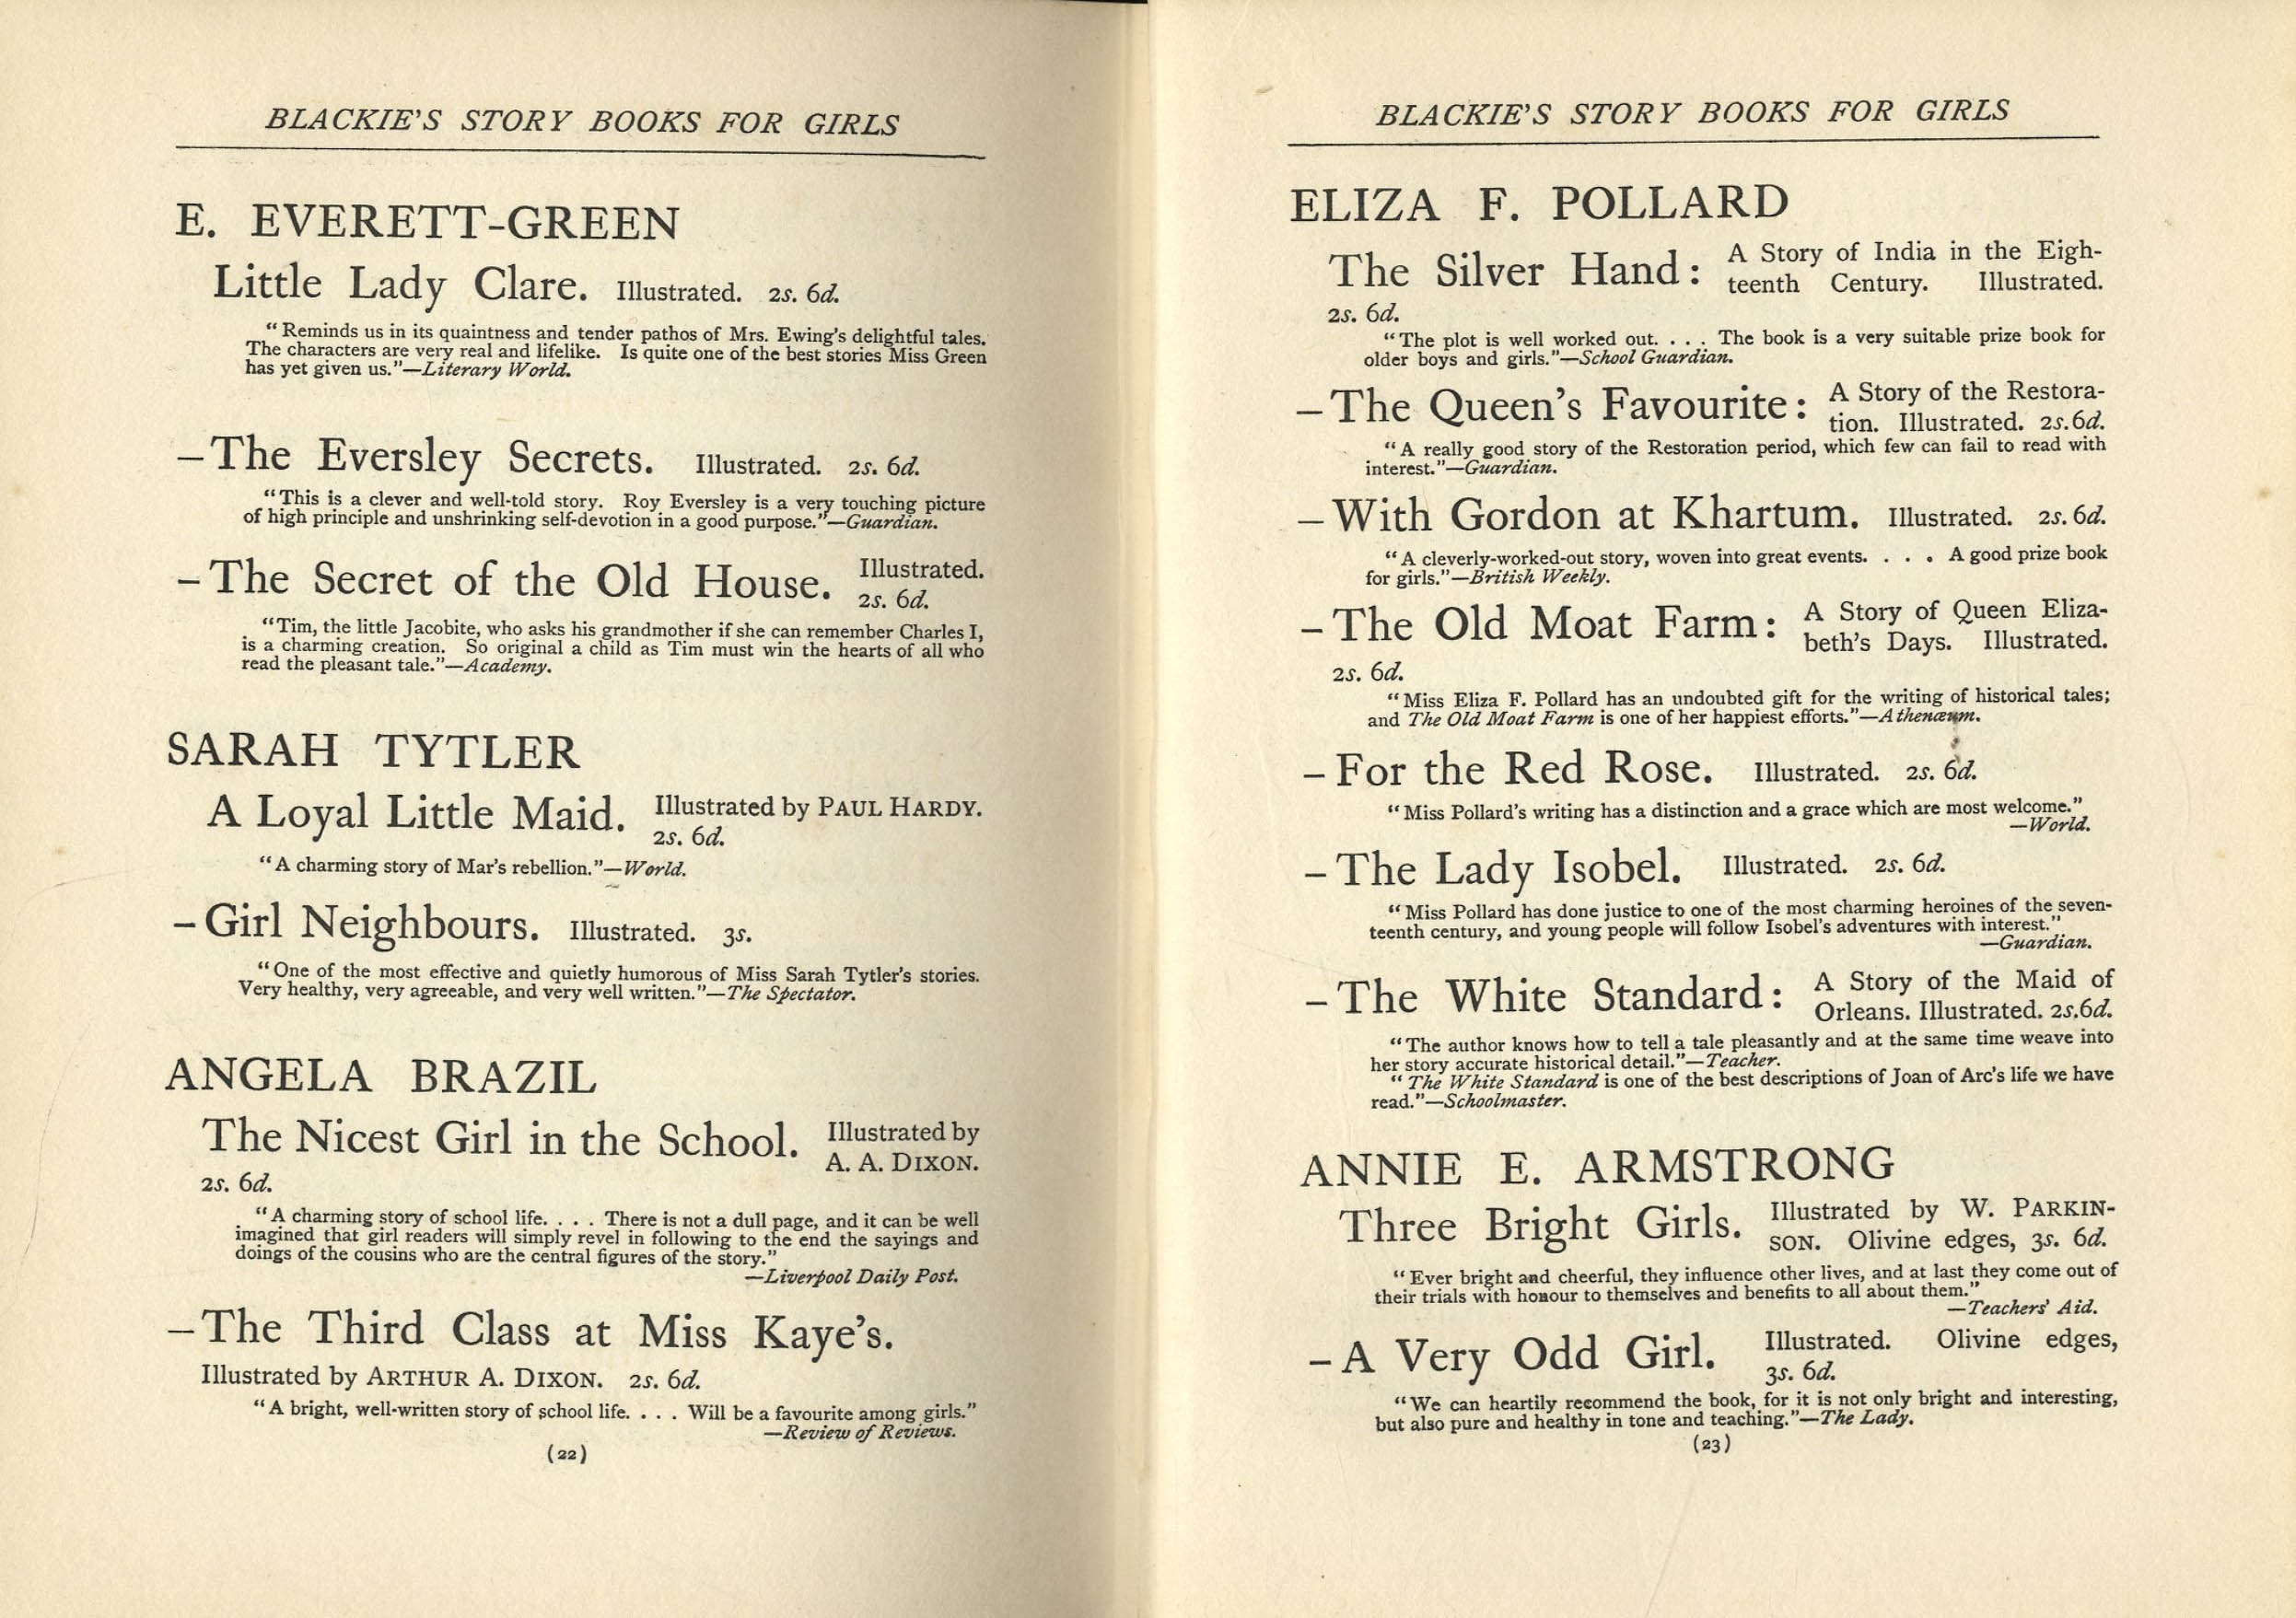 BLACKIE'S STORY BOOKS FOR GIRLS
E. EVERETT-GREEN
Little Lady Clare. Illustrated. 2s. 6d.
"Reminds us in its quaintness and tender pathos of Mrs. Ewing's delightful tales.
The characters are very real and lifelike. Is quite one of the best stories Miss Green
has yet given us."—Literary World.
—The Eversley Secrets. Illustrated. 2s. 6d.
"This is a clever and well-told story. Roy Eversley is a very touching picture
of high principle and unshrinking self-devotion in a good purpose."—Guardian.
—The Secret of the Old House. Illustrated.
2s. 6d.
"Tim, the little Jacobite, who asks his grandmother if she can remember Charles I,
is a charming creation. So original a child as Tim must win the hearts of all who
read the pleasant tale."—Academy.
SARAH TYTLER
A Loyal Little Maid. Illustrated by PAUL HARDY.
2s. 6d.
"A charming story of Mar's rebellion."—World.
—Girl Neighbours. Illustrated. 3s.
"One of the most effective and quietly humorous of Miss Sarah Tytler's stories.
Very healthy, very agreeable, and very well written."—The Spectator.
ANGELA BRAZIL
The Nicest Girl in the School. Illustrated by
A. A. DIXON.
2s. 6d.
"A charming story of school life. . . . There is not a dull page, and it can be well
imagined that girl readers will simply revel in following to the end the sayings and
doings of the cousins who are the central figures of the story."
—Liverpool Daily Post.
—The Third Class at Miss Kaye's.
Illustrated by ARTHUR A. DIXON. 2s. 6d.
"A bright, well-written story of school life. . . . Will be a favourite among girls."
—Review of Reviews.
(22)
BLACKIE'S STORY BOOKS FOR GIRLS
ELIZA F. POLLARD
The Silver Hand: A Story of India in the Eigh-
teenth Century. Illustrated.
2s. 6d.
"The plot is well worked out. . . . The book is a very suitable prize book for
older boys and girls."—School Guardian.
—The Queen's Favourite: A Story of the Restora-
tion. Illustrated. 2s. 6d.
"A really good story of the Restoration period, which few can fail to read with
interest."—Guardian.
—With Gordon at Khartum. Illustrated. 2s. 6d.
"A cleverly-worked-out story, woven into great events. . . . A good prize book
for girls."—British Weekly.
—The Old Moat Farm: A Story of Queen Eliza-
beth's Days. Illustrated.
2s. 6d.
"Miss Eliza F. Pollard has an undoubted gift for the writing of historical tales;
and The Old Moat Farm is one of her happiest efforts."—Athenæum.
—For the Red Rose. Illustrated. 2s. 6d.
"Miss Pollard's writing has a distinction and a grace which are most welcome."
—World.
—The Lady Isobel. Illustrated. 2s. 6d.
"Miss Pollard has done justice to one of the most charming heroines of the seven-
teenth century, and young people will follow Isobel's adventures with interest."
—Guardian.
—The White Standard: A Story of the Maid of
Orleans. Illustrated. 2s. 6d.
"The author knows how to tell a tale pleasantly and at the same time weave into
her story accurate historical detail."—Teacher.
"The White Standard is one of the best descriptions of Joan of Arc's life we have
read."—Schoolmaster.
ANNIE E. ARMSTRONG
Three Bright Girls. Illustrated by W. PARKIN-
SON. Olivine edges, 3s. 6d.
"Ever bright and cheerful, they influence other lives, and at last they come out of
their trials with honour to themselves and benefits to all about them."
—Teachers' Aid.
—A Very Odd Girl. Illustrated. Olivine edges,
3s. 6d.
"We can heartily recommend the book, for it is not only bright and interesting,
but also pure and healthy in tone and teaching."—The Lady.
(23)